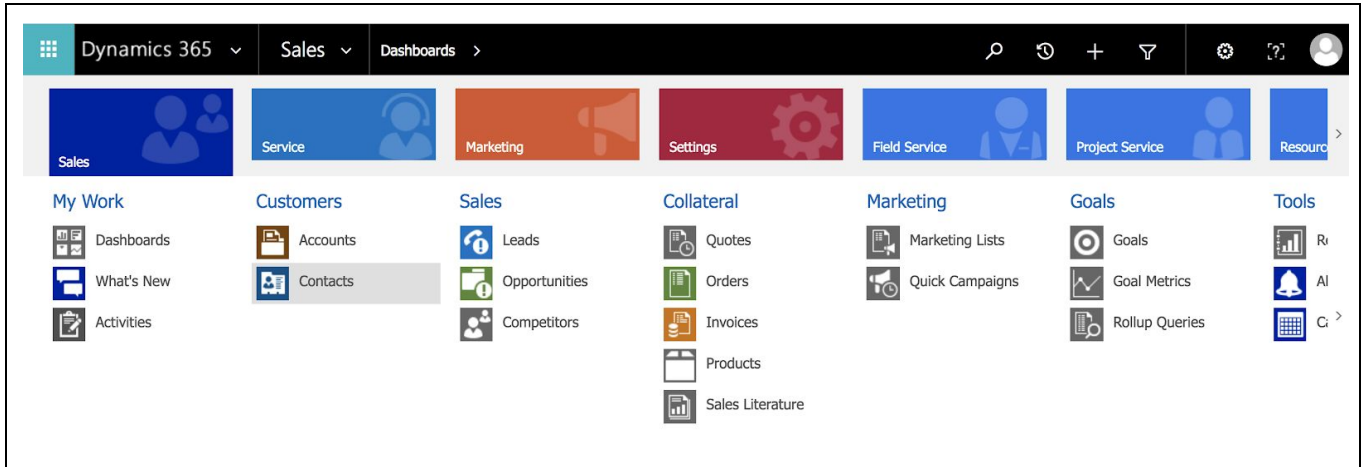 Dynamics 365 Sales Dashboards
Sales Service Marketing Settings Field Service Project Service
My Work Customers Sales Collateral Marketing Goals Tools
Dashboards Accounts Leads Quotes Marketing Lists Goals
What's New Contacts Opportunities Orders Quick Campaigns Goal Metrics
Activities Competitors Invoices Rollup Queries
Products
Sales Literature